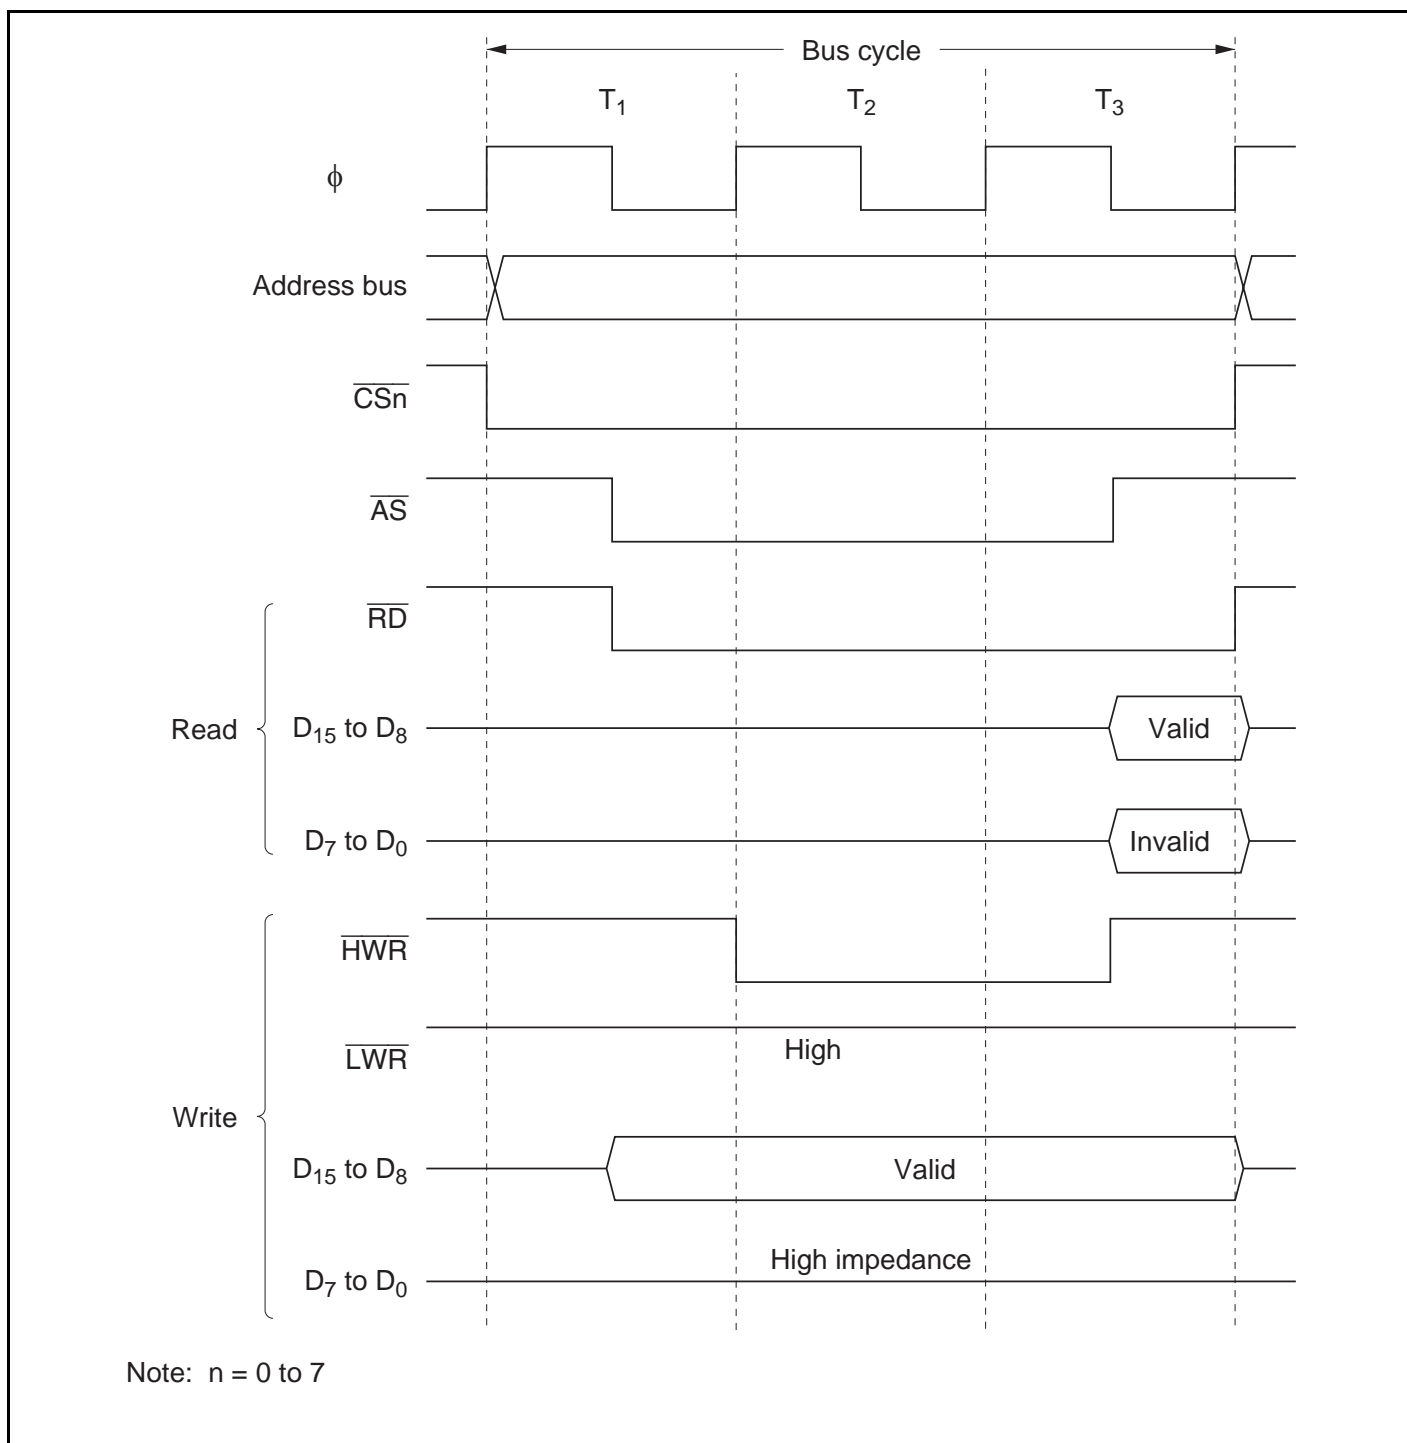 Bus cycle
T1 T2 T3
ϕ
Address bus
CSn
AS
RD
Read
D15 to D8 Valid
D7 to D0 Invalid
HWR
LWR High
Write
D15 to D8 Valid
D7 to D0 High impedance
Note: n = 0 to 7